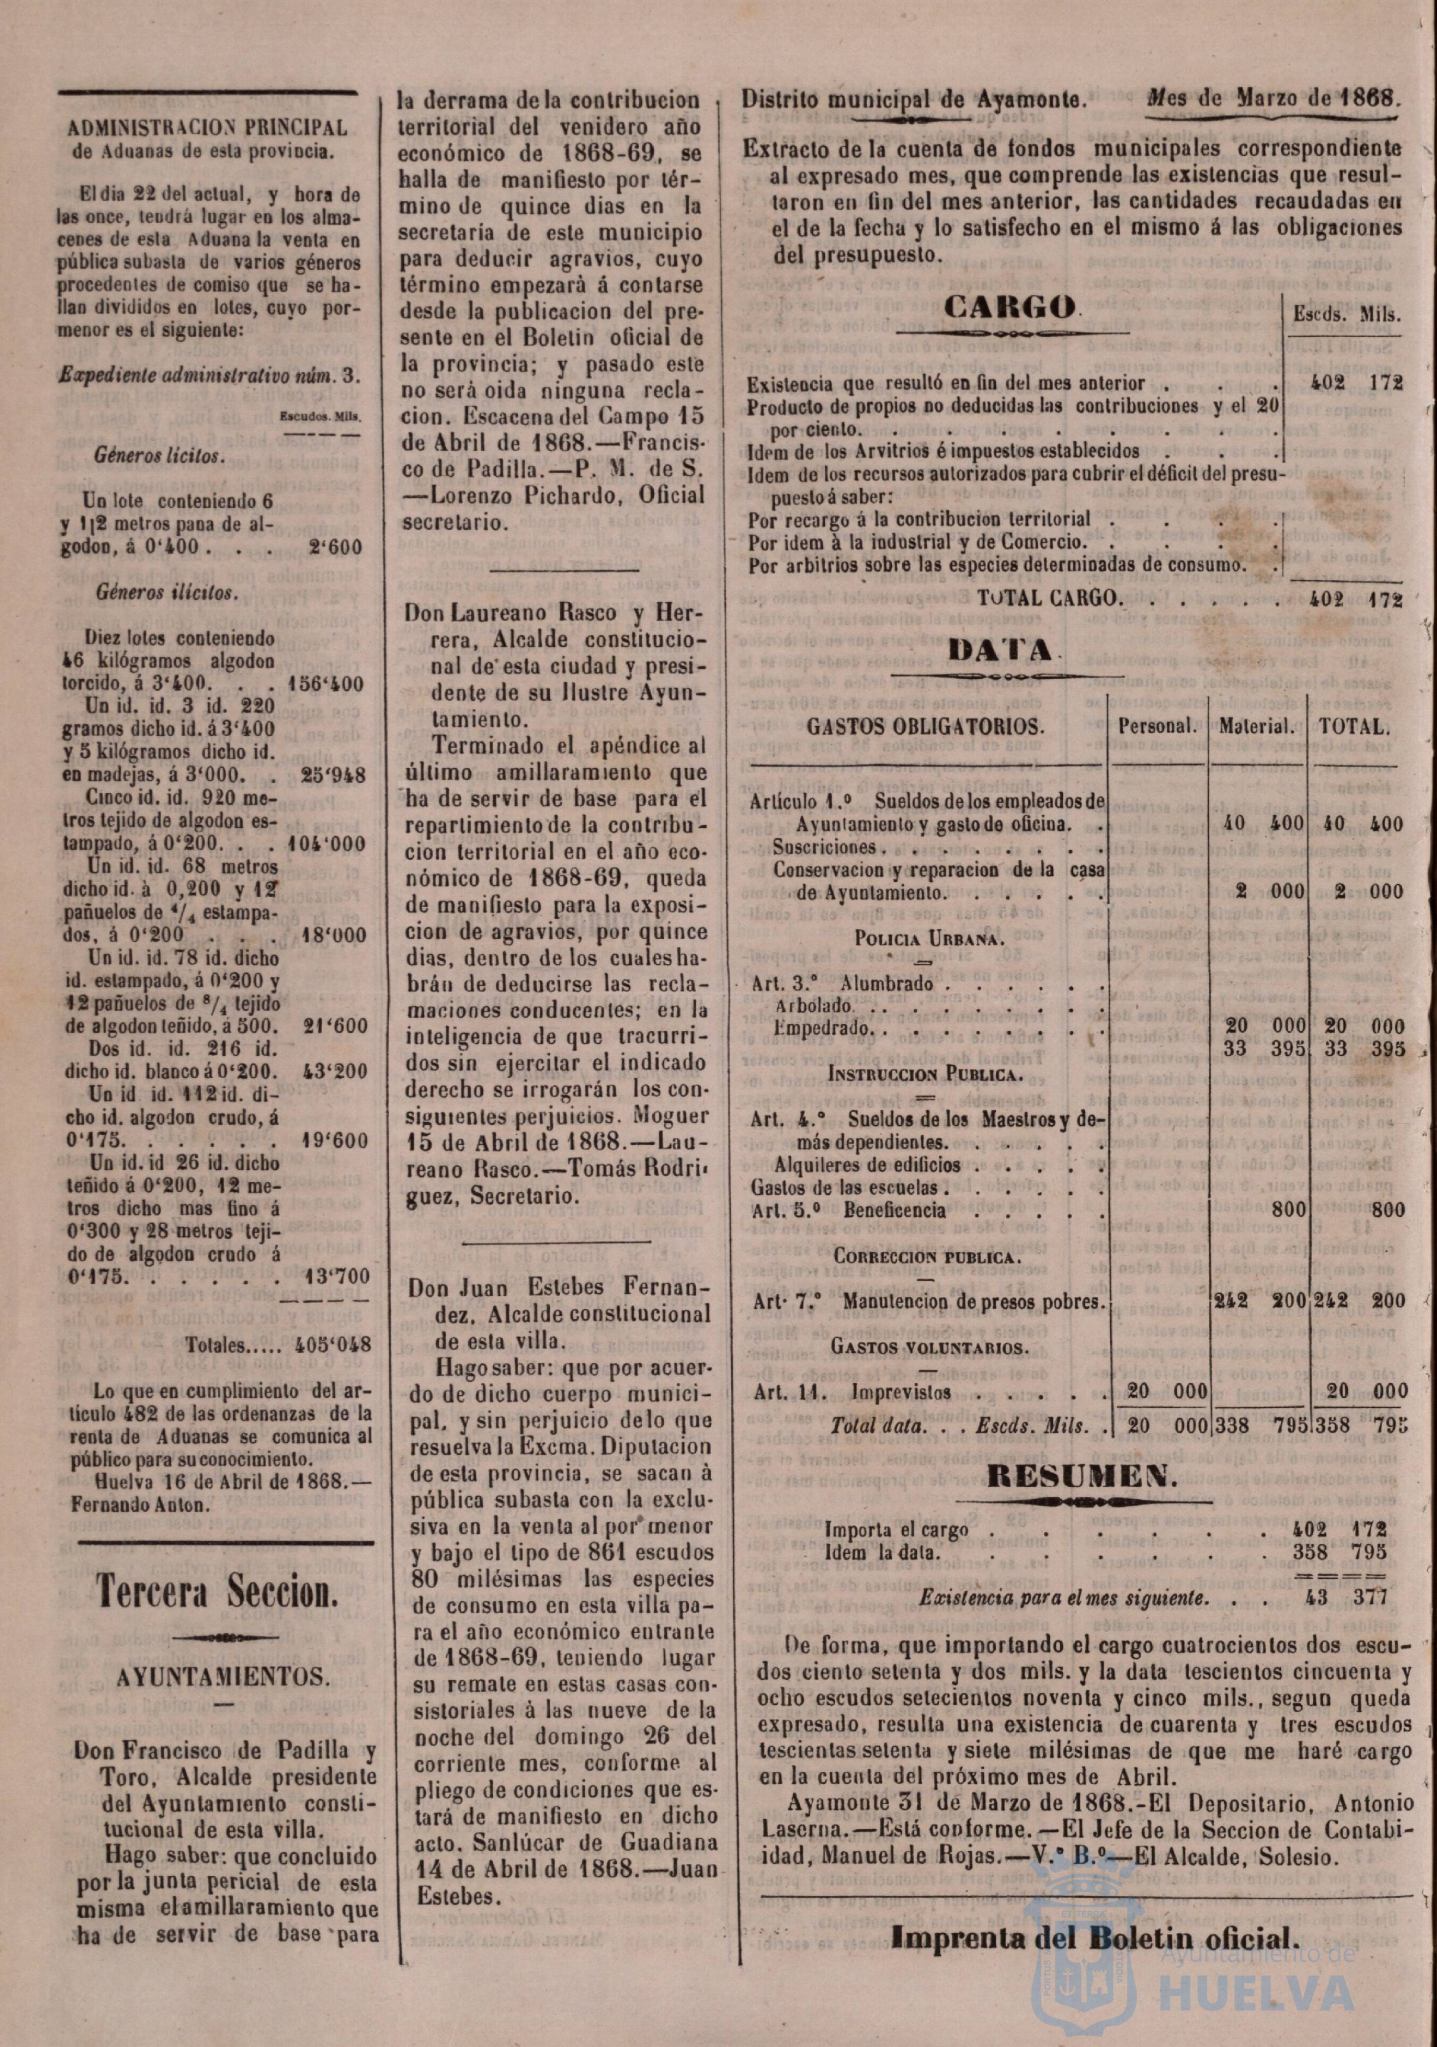 ADMINISTRACION PRINCIPAL
de Aduanas de esta provincia.
El dia 22 del actual, y hora de
las once, tendrá lugar en los alma-
cenes de esta Aduana la venta en
pública subasta de varios géneros
procedentes de comiso que se ha-
llan divididos en lotes, cuyo por-
menor es el siguiente:
Expediente administrativo núm. 3.
Escudos. Mils.
Géneros lícitos.
Un lote conteniendo 6
y 1|2 metros pana de al-
godon, á 0‘400 . . . 2‘600
Géneros ilícitos.
Diez lotes conteniendo
46 kilógramos algodon
torcido, á 3‘400. . . 156‘400
Un id. id. 3 id. 220
gramos dicho id. á 3‘400
y 5 kilógramos dicho id.
en madejas, á 3‘000. . 25‘948
Cinco id. id. 920 me-
tros tejido de algodon es-
tampado, á 0‘200. . . 104‘000
Un id. id. 68 metros
dicho id. à 0,200 y 12
pañuelos de 4/4 estampa-
dos, á 0‘200 . . . 18‘000
Un id. id. 78 id. dicho
id. estampado, á 0‘200 y
12 pañuelos de 8/4 tejido
de algodon teñido, á 500. 21‘600
Dos id. id. 216 id.
dicho id. blanco á 0‘200. 43‘200
Un id id. 112 id. di-
cho id. algodon crudo, á
0‘175. . . . . . 19‘600
Un id. id 26 id. dicho
teñido á 0‘200, 12 me-
tros dicho mas fino á
0‘300 y 28 metros teji-
do de algodon crudo á
0‘175. . . . . . 13‘700
Totales..... 405‘048
Lo que en cumplimiento del ar-
tículo 482 de las ordenanzas de la
renta de Aduanas se comunica al
público para su conocimiento.
Huelva 16 de Abril de 1868.—
Fernando Anton.
Tercera Seccion.
AYUNTAMIENTOS.
Don Francisco de Padilla y
Toro, Alcalde presidente
del Ayuntamiento consti-
tucional de esta villa.
Hago saber: que concluido
por la junta pericial de esta
misma el amillaramiento que
ha de servir de base para
la derrama de la contribucion
territorial del venidero año
económico de 1868-69, se
halla de manifiesto por tér-
mino de quince dias en la
secretaría de este municipio
para deducir agravios, cuyo
término empezarà á contarse
desde la publicacion del pre-
sente en el Boletin oficial de
la provincia; y pasado este
no será oida ninguna recla-
cion. Escacena del Campo 15
de Abril de 1868.—Francis-
co de Padilla.—P. M. de S.
—Lorenzo Pichardo, Oficial
secretario.
Don Laureano Rasco y Her-
rera, Alcalde constitucio-
nal de esta ciudad y presi-
dente de su Ilustre Ayun-
tamiento.
Terminado el apéndice al
último amillaramiento que
ha de servir de base para el
repartimiento de la contribu-
cion territorial en el año eco-
nómico de 1868-69, queda
de manifiesto para la exposi-
cion de agravios, por quince
dias, dentro de los cuales ha-
brán de deducirse las recla-
maciones conducentes; en la
inteligencia de que tracurri-
dos sin ejercitar el indicado
derecho se irrogarán los con-
siguientes perjuicios. Moguer
15 de Abril de 1868.—Lau-
reano Rasco.—Tomás Rodri-
guez, Secretario.
Don Juan Estebes Fernan-
dez, Alcalde constitucional
de esta villa.
Hago saber: que por acuer-
do de dicho cuerpo munici-
pal, y sin perjuicio de lo que
resuelva la Excma. Diputacion
de esta provincia, se sacan à
pública subasta con la exclu-
siva en la venta al por menor
y bajo el tipo de 861 escudos
80 milésimas las especies
de consumo en esta villa pa-
ra el año económico entrante
de 1868-69, teniendo lugar
su remate en estas casas con-
sistoriales á las nueve de la
noche del domingo 26 del
corriente mes, conforme al
pliego de condiciones que es-
tará de manifiesto en dicho
acto. Sanlúcar de Guadiana
14 de Abril de 1868.—Juan
Estebes.
Distrito municipal de Ayamonte. Mes de Marzo de 1868.
Extracto de la cuenta de fondos municipales correspondiente
al expresado mes, que comprende las existencias que resul-
taron en fin del mes anterior, las cantidades recaudadas en
el de la fecha y lo satisfecho en el mismo á las obligaciones
del presupuesto.
CARGO.
Escds. Mils.
Existencia que resultó en fin del mes anterior . . . 402 172
Producto de propios no deducidas las contribuciones y el 20
por ciento. . . . . . . . .
Idem de los Arvitrios é impuestos establecidos . . .
Idem de los recursos autorizados para cubrir el déficit del presu-
puesto á saber:
Por recargo á la contribucion territorial . . . .
Por idem à la industrial y de Comercio. . . . .
Por arbitrios sobre las especies determinadas de consumo. .
TOTAL CARGO. . . . . . 402 172
DATA.
GASTOS OBLIGATORIOS. Personal. Material. TOTAL.
Artículo 1.º Sueldos de los empleados de
Ayuntamiento y gasto de oficina. . 40 400 40 400
Suscriciones . . . . . . .
Conservacion y reparacion de la casa
de Ayuntamiento. . . . . . 2 000 2 000
POLICIA URBANA.
Art. 3.º Alumbrado . . . . . .
Arbolado. . . . . . . . .
Empedrado. . . . . . . . 20 000 20 000
33 395 33 395
INSTRUCCION PUBLICA.
Art. 4.º Sueldos de los Maestros y de-
más dependientes. . . . . .
Alquileres de edificios . . . . .
Gastos de las escuelas . . . . . .
Art. 5.º Beneficencia . . . . . 800 800
CORRECCION PUBLICA.
Art. 7.º Manutencion de presos pobres. 242 200 242 200
GASTOS VOLUNTARIOS.
Art. 11. Imprevistos . . . . . 20 000 20 000
Total data. . . Escds. Mils. . 20 000 338 795 358 795
RESUMEN.
Importa el cargo . . . . . . 402 172
Idem la data. . . . . . . 358 795
Existencia para el mes siguiente. . . 43 377
De forma, que importando el cargo cuatrocientos dos escu-
dos ciento setenta y dos mils. y la data tescientos cincuenta y
ocho escudos setecientos noventa y cinco mils., segun queda
expresado, resulta una existencia de cuarenta y tres escudos
tescientas setenta y siete milésimas de que me haré cargo
en la cuenta del próximo mes de Abril.
Ayamonte 31 de Marzo de 1868.-El Depositario, Antonio
Laserna.—Está conforme.—El Jefe de la Seccion de Contabi-
idad, Manuel de Rojas.—V.º B.º—El Alcalde, Solesio.
Imprenta del Boletin oficial.
Ayuntamiento de
HUELVA